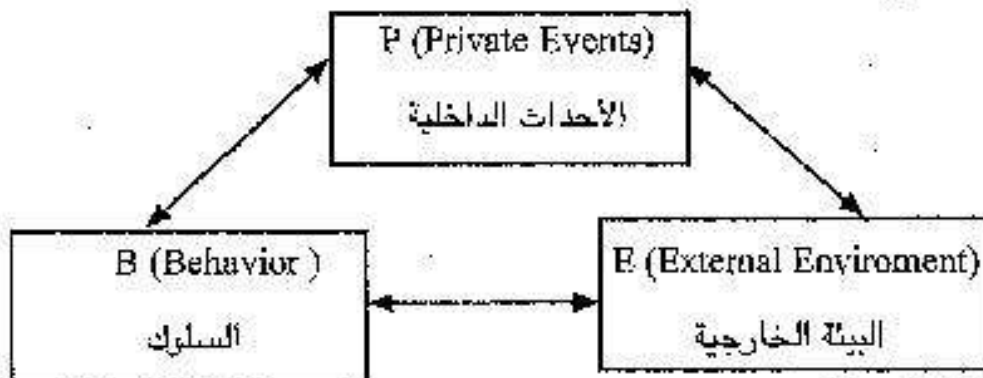 P (Private Events)
الأحداث الداخلية
B (Behavior )
السلوك
E (External Enviroment)
البيئة الخارجية